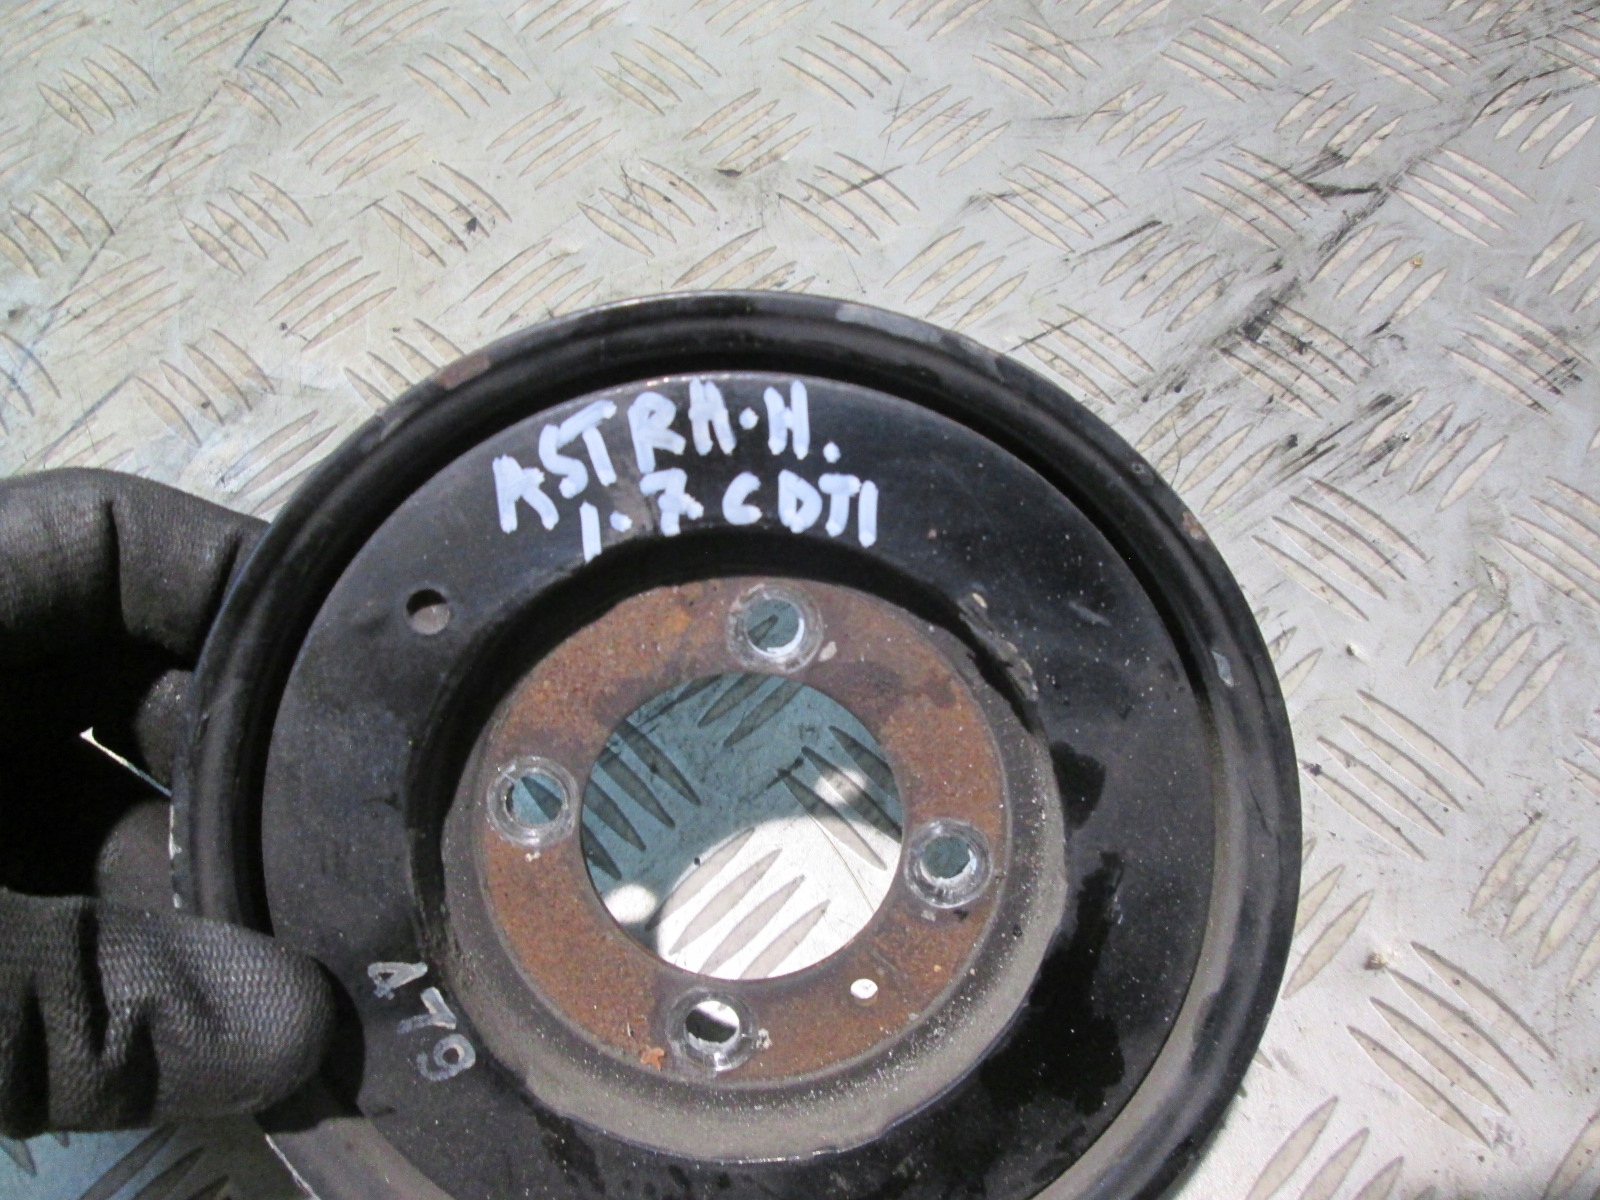 ASTRA.H.
1.7 CDTI
A79